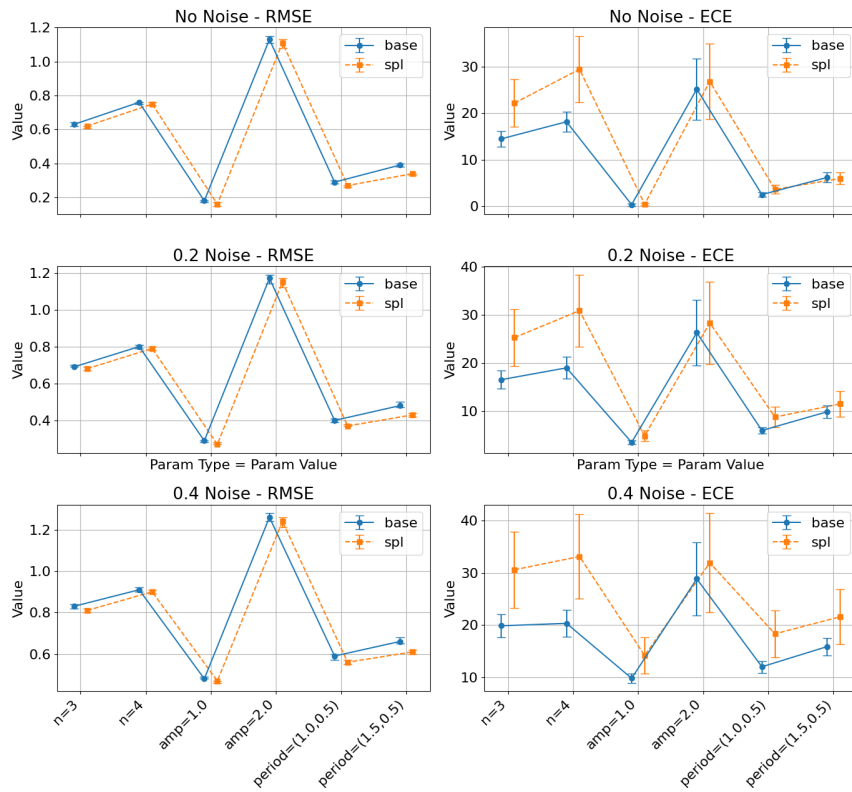 No Noise - RMSE
No Noise - ECE
Value
1.2
1.0
0.8
0.6
0.4
0.2
base
spl
Value
30
20
10
0
base
spl
0.2 Noise - RMSE
0.2 Noise - ECE
Value
1.2
1.0
0.8
0.6
0.4
base
spl
Param Type = Param Value
Value
40
30
20
10
base
spl
Param Type = Param Value
0.4 Noise - RMSE
0.4 Noise - ECE
Value
1.2
1.0
0.8
0.6
base
spl
n=3
n=4
amp=1.0
amp=2.0
period=(1.0,0.5)
period=(1.5,0.5)
Value
40
30
20
10
base
spl
n=3
n=4
amp=1.0
amp=2.0
period=(1.0,0.5)
period=(1.5,0.5)